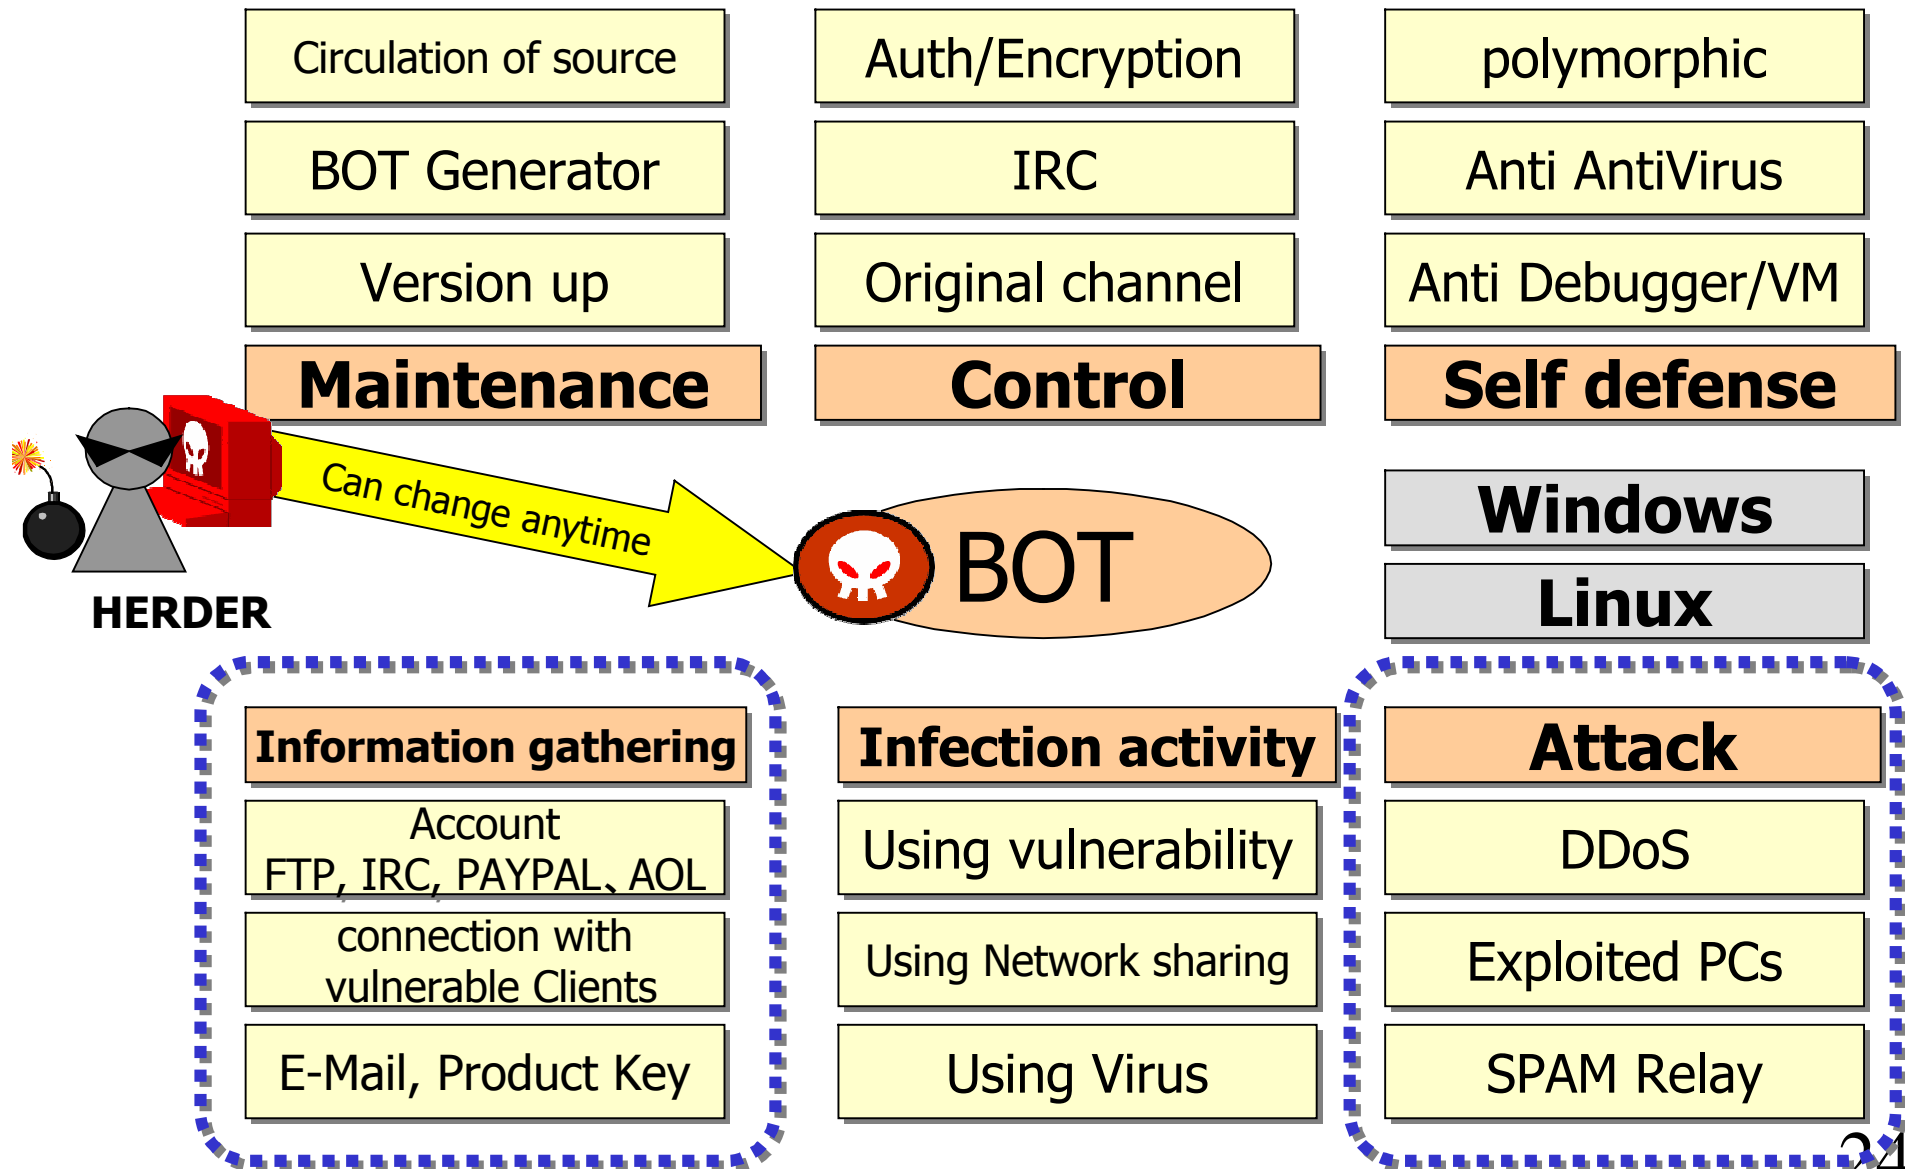 Circulation of source
Auth/Encryption
polymorphic
BOT Generator
IRC
Anti AntiVirus
Version up
Original channel
Anti Debugger/VM
Maintenance
Control
Self defense
Can change anytime
BOT
Windows
Linux
HERDER
Information gathering
Infection activity
Attack
Account
FTP, IRC, PAYPAL、AOL
Using vulnerability
DDoS
connection with
vulnerable Clients
Using Network sharing
Exploited PCs
E-Mail, Product Key
Using Virus
SPAM Relay
24